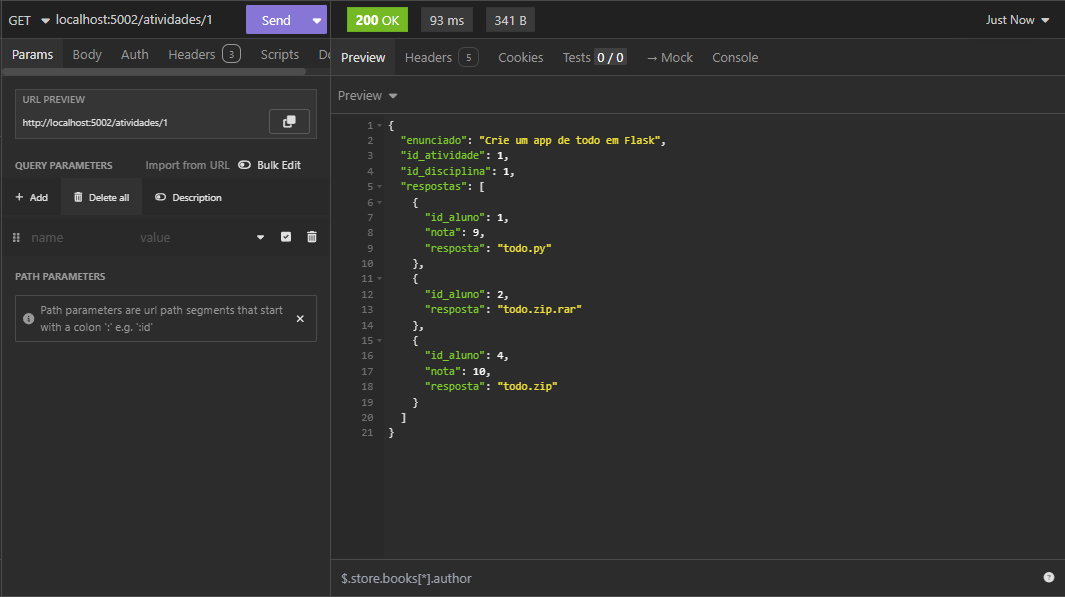 GET localhost:5002/atividades/1 Send 200 OK 93 ms 341 B Just Now
Params Body Auth Headers 3 Scripts Do
Preview Headers 5 Cookies Tests 0 / 0 → Mock Console
URL PREVIEW
http://localhost:5002/atividades/1
QUERY PARAMETERS Import from URL Bulk Edit
+ Add Delete all Description
name value
PATH PARAMETERS
Path parameters are url path segments that start
with a colon ':' e.g. ':id'
Preview
1 {
2 "enunciado": "Crie um app de todo em Flask",
3 "id_atividade": 1,
4 "id_disciplina": 1,
5 "respostas": [
6 {
7 "id_aluno": 1,
8 "nota": 9,
9 "resposta": "todo.py"
10 },
11 {
12 "id_aluno": 2,
13 "resposta": "todo.zip.rar"
14 },
15 {
16 "id_aluno": 4,
17 "nota": 10,
18 "resposta": "todo.zip"
19 }
20 ]
21 }
$.store.books[*].author